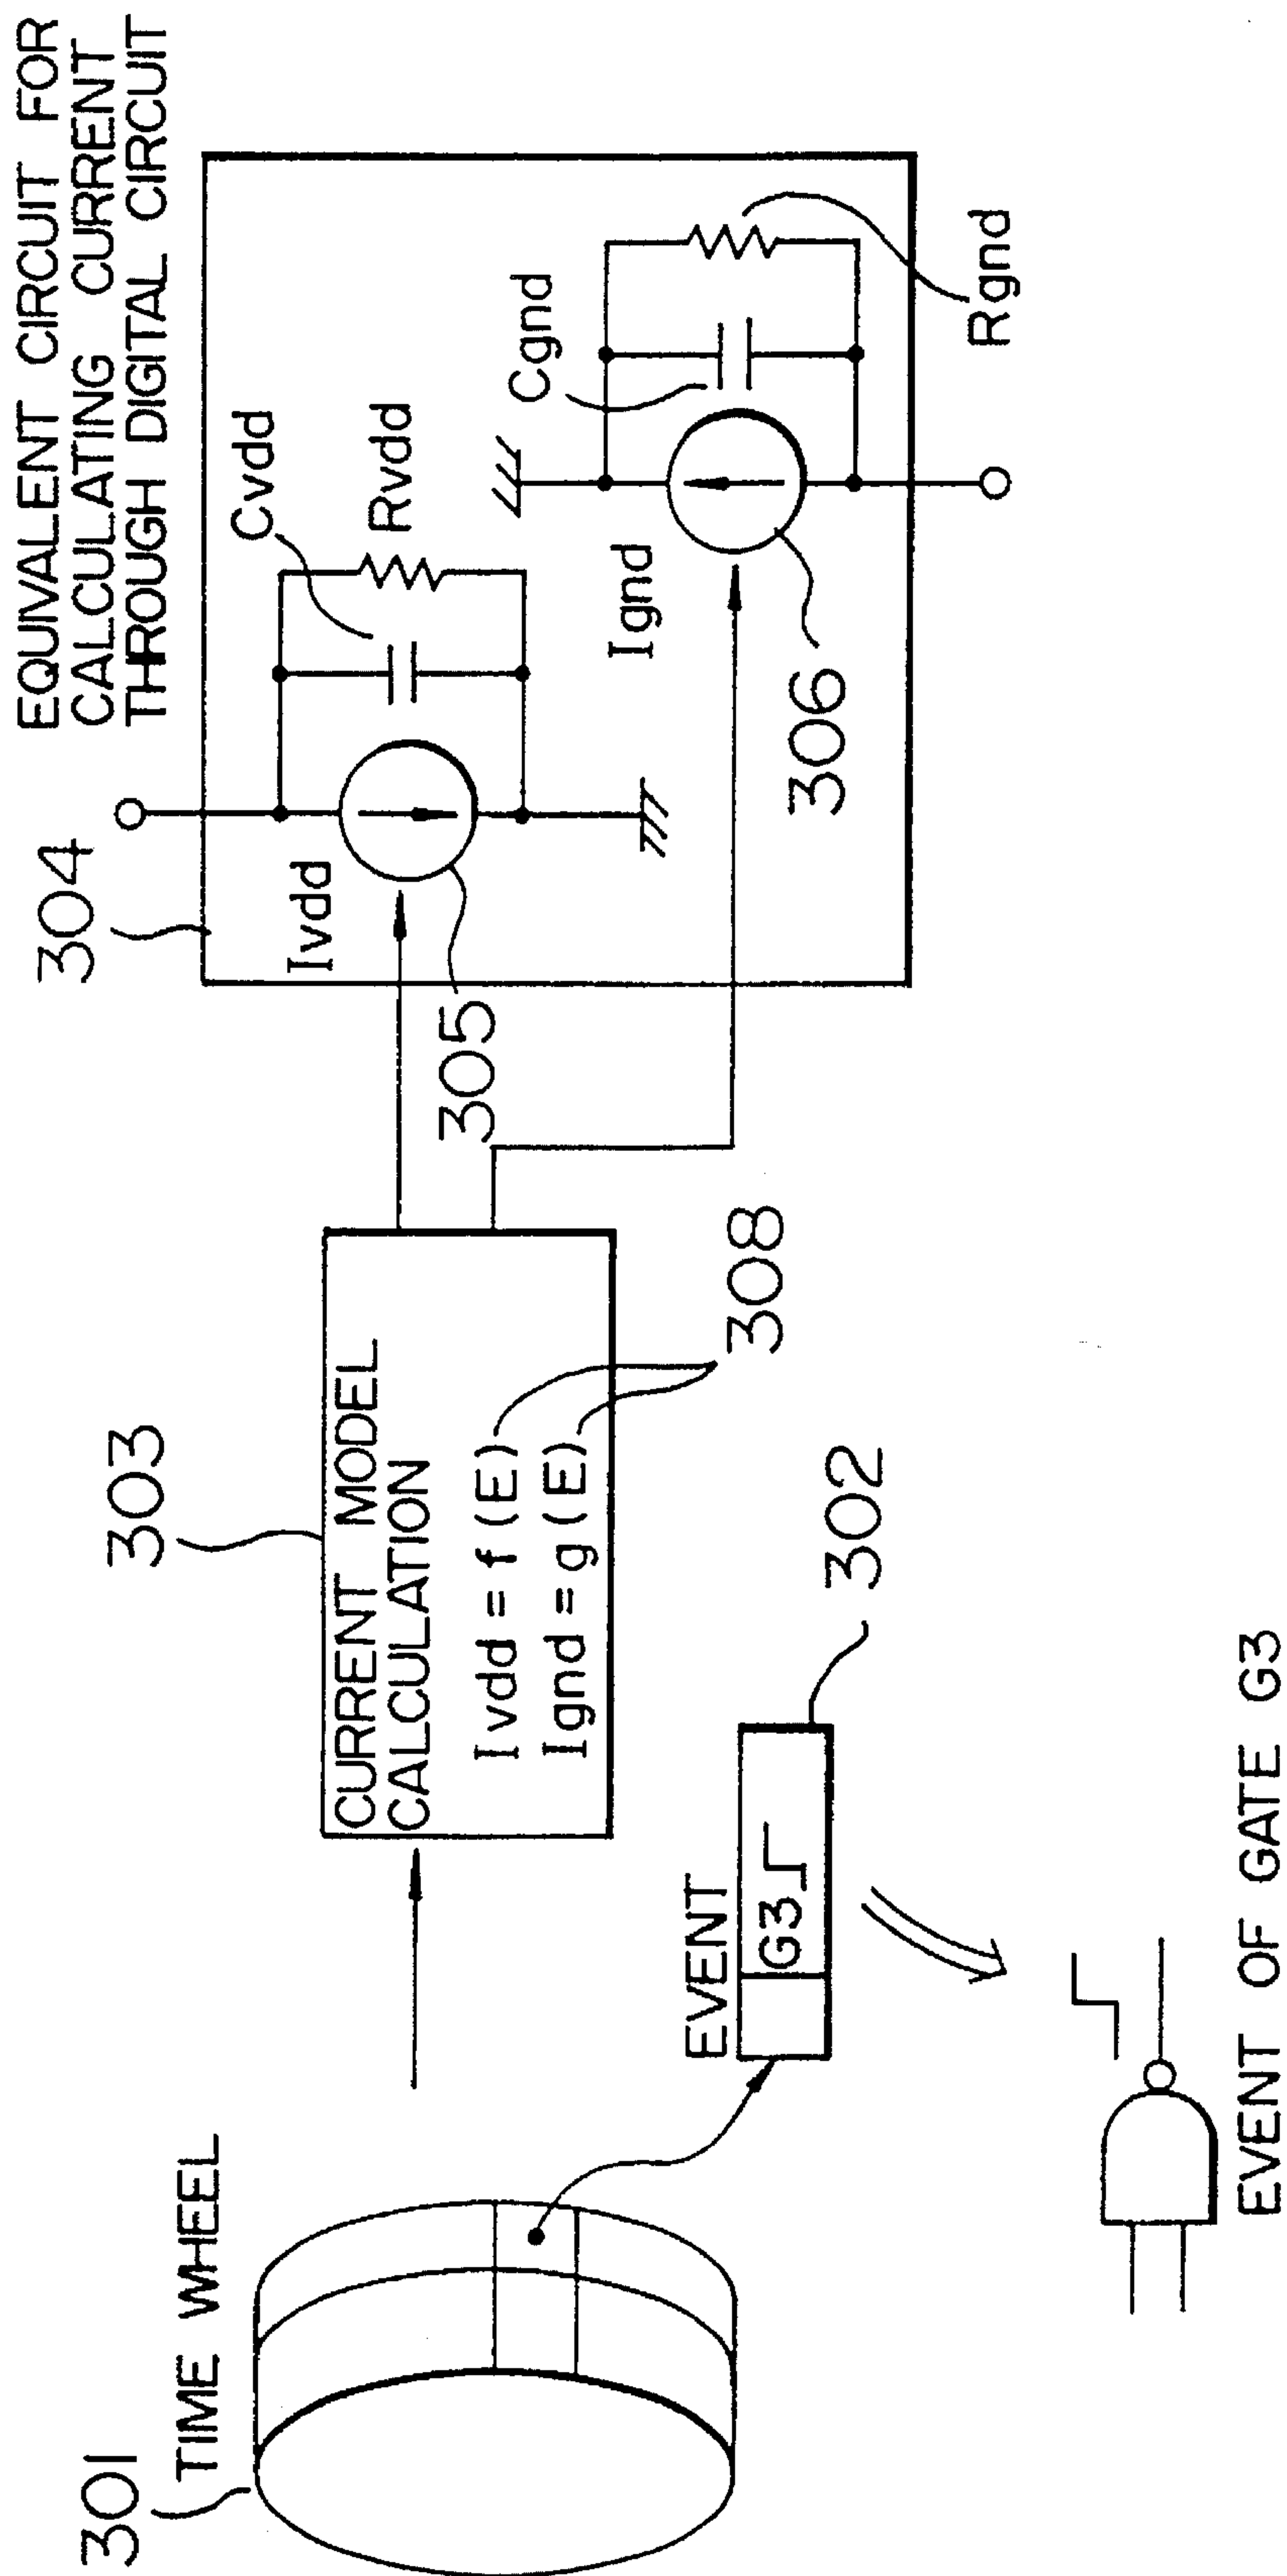 301
TIME WHEEL
EVENT
G3
302
EVENT OF GATE G3
303
CURRENT MODEL
CALCULATION
Ivdd = f (E)
Ignd = g (E)
308
304
EQUIVALENT CIRCUIT FOR
CALCULATING CURRENT
THROUGH DIGITAL CIRCUIT
Ivdd
305
Cvdd
Rvdd
Ignd
306
Cgnd
Rgnd